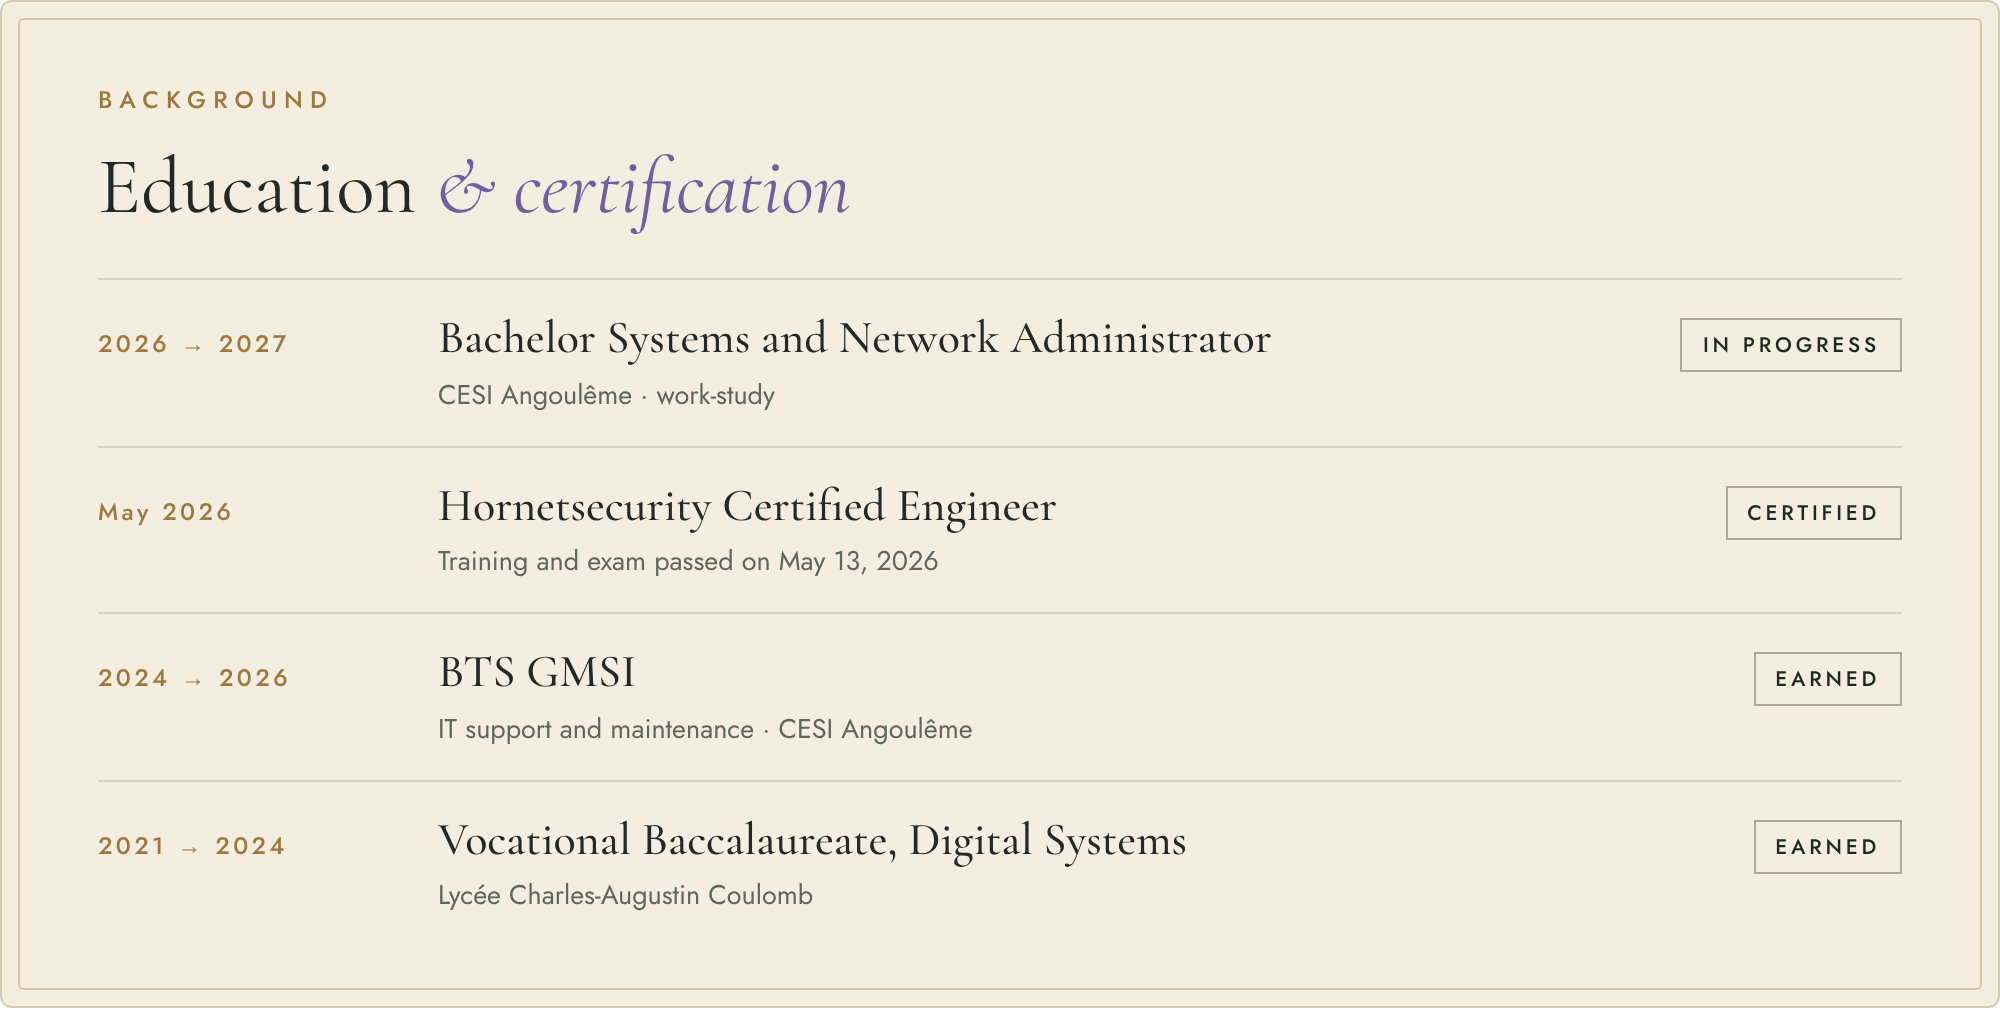 BACKGROUND
Education & certification
2026 → 2027
Bachelor Systems and Network Administrator
IN PROGRESS
CESI Angoulême · work-study
May 2026
Hornetsecurity Certified Engineer
CERTIFIED
Training and exam passed on May 13, 2026
2024 → 2026
BTS GMSI
EARNED
IT support and maintenance · CESI Angoulême
2021 → 2024
Vocational Baccalaureate, Digital Systems
EARNED
Lycée Charles-Augustin Coulomb